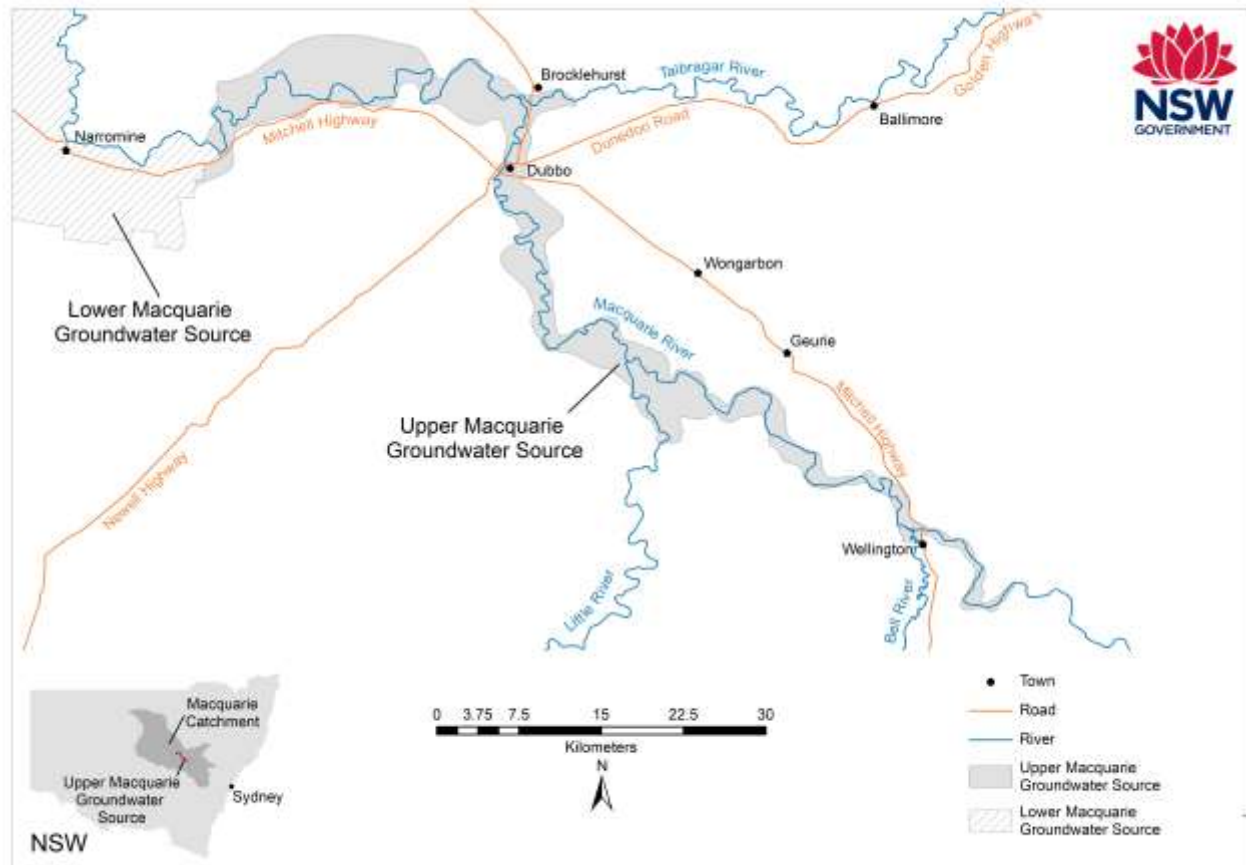 Brocklehurst
Talbragar River
Golden Highway
NSW
GOVERNMENT
Ballimore
Narromine
Mitchell Highway
Dunedoo Road
Dubbo
Wongarbon
Lower Macquarie
Groundwater Source
Macquarie River
Geurie
Upper Macquarie
Groundwater Source
Mitchell Highway
Newell Highway
Wellington
Little River
Bell River
Macquarie
Catchment
Upper Macquarie
Groundwater
Source
Sydney
NSW
0 3.75 7.5 15 22.5 30
Kilometers
N
Town
Road
River
Upper Macquarie
Groundwater Source
Lower Macquarie
Groundwater Source